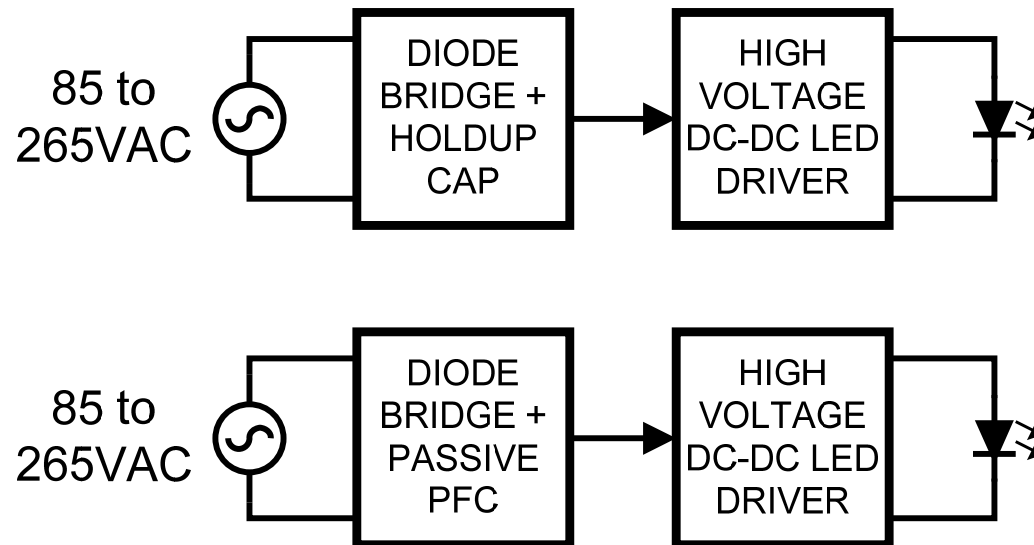 85 to
265VAC
DIODE
BRIDGE +
HOLDUP
CAP
HIGH
VOLTAGE
DC-DC LED
DRIVER
85 to
265VAC
DIODE
BRIDGE +
PASSIVE
PFC
HIGH
VOLTAGE
DC-DC LED
DRIVER